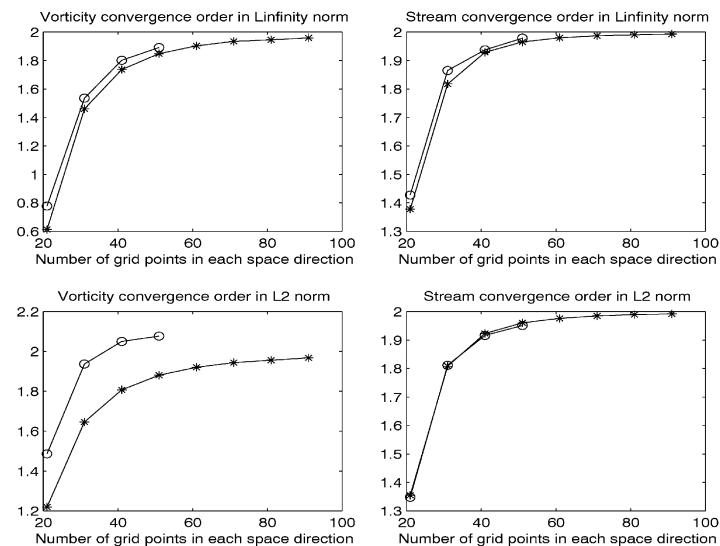 Vorticity convergence order in Linfinity norm
2
1.8
1.6
1.4
1.2
1
0.8
0.6
20 40 60 80 100
Number of grid points in each space direction
Stream convergence order in Linfinity norm
2
1.9
1.8
1.7
1.6
1.5
1.4
1.3
20 40 60 80 100
Number of grid points in each space direction
Vorticity convergence order in L2 norm
2.2
2
1.8
1.6
1.4
1.2
20 40 60 80 100
Number of grid points in each space direction
Stream convergence order in L2 norm
2
1.9
1.8
1.7
1.6
1.5
1.4
1.3
20 40 60 80 100
Number of grid points in each space direction